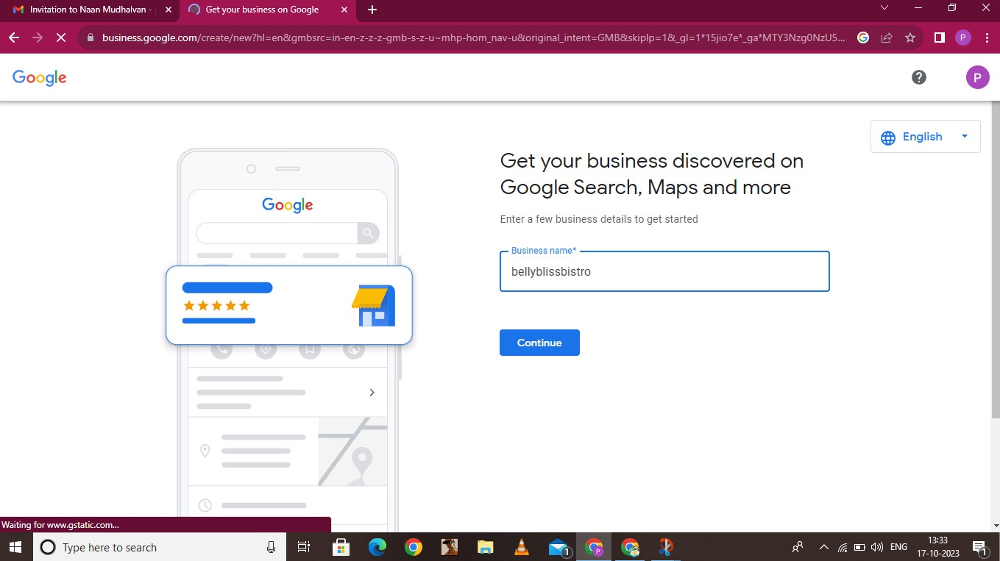 Invitation to Naan Mudhalvan -
Get your business on Google
business.google.com/create/new?hl=en&gmbsrc=in-en-z-z-z-gmb-s-z-u~mhp-hom_nav-u&original_intent=GMB&skiplp=1&_gl=1*15jio7e*_ga*MTY3Nzg0NzU5...
P
Google
P
English
Get your business discovered on
Google Search, Maps and more
Enter a few business details to get started
Business name*
bellyblissbistro
Continue
Google
Waiting for www.gstatic.com...
Type here to search
1
P
ENG
13:33
17-10-2023
1